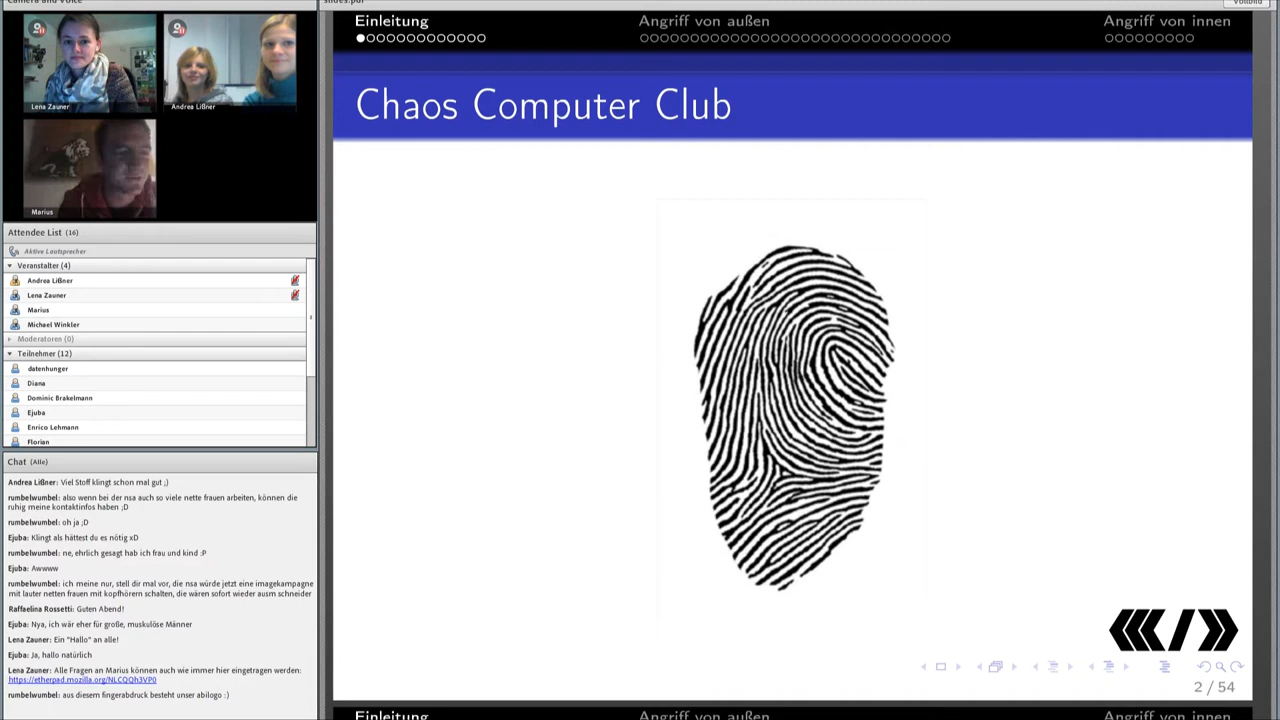 Camera and Voice
Lena Zauner
Andrea Lißner
Marius
Attendee List (16)
Aktive Lautsprecher
Veranstalter (4)
Andrea Lißner
Lena Zauner
Marius
Michael Winkler
Moderatoren (0)
Teilnehmer (12)
datenhunger
Diana
Dominic Brakelmann
Ejuba
Enrico Lehmann
Florian
Chat (Alle)
Andrea Lißner: Viel Stoff klingt schon mal gut ;)
rumbelwumbel: also wenn bei der nsa auch so viele nette frauen arbeiten, können die
ruhig meine kontaktinfos haben ;D
rumbelwumbel: oh ja ;D
Ejuba: Klingt als hättest du es nötig xD
rumbelwumbel: ne, ehrlich gesagt hab ich frau und kind :P
Ejuba: Awwww
rumbelwumbel: ich meine nur, stell dir mal vor, die nsa würde jetzt eine imagekampagne
mit lauter netten frauen mit kopfhörern schalten, die wären sofort wieder ausm schneider
Raffaelina Rossetti: Guten Abend!
Ejuba: Nya, ich wär eher für große, muskulöse Männer
Lena Zauner: Ein "Hallo" an alle!
Ejuba: Ja, hallo natürlich
Lena Zauner: Alle Fragen an Marius können auch wie immer hier eingetragen werden:
https://etherpad.mozilla.org/NLCQQh3VP0
rumbelwumbel: aus diesem fingerabdruck besteht unser abilogo :)
slides.pdf
Vollbild
Einleitung
Angriff von außen
Angriff von innen
Chaos Computer Club
2 / 54
Einleitung
Angriff von außen
Angriff von innen